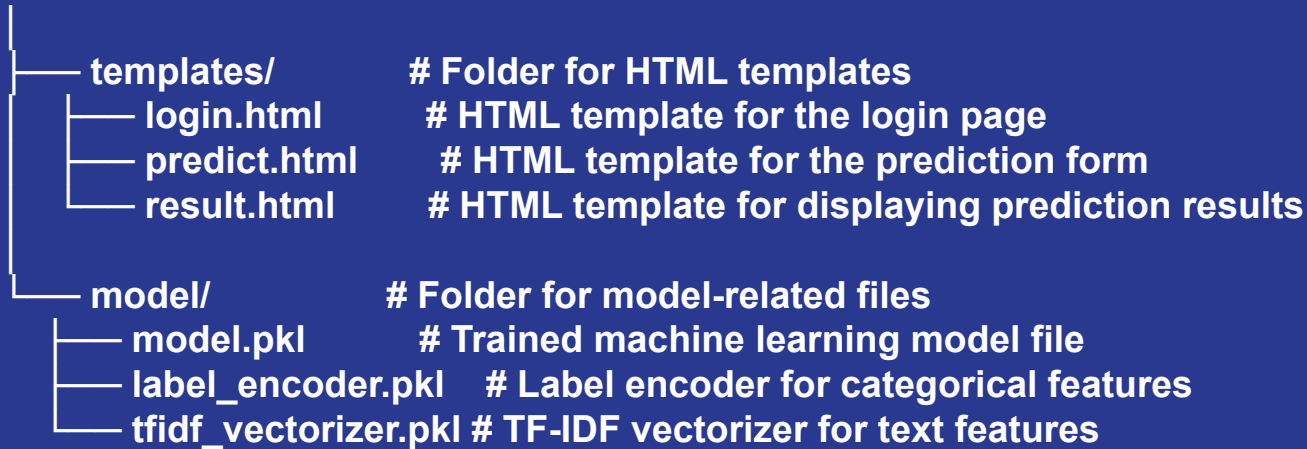 │
├── templates/ # Folder for HTML templates
│ ├── login.html # HTML template for the login page
│ ├── predict.html # HTML template for the prediction form
│ └── result.html # HTML template for displaying prediction results
│
└── model/ # Folder for model-related files
├── model.pkl # Trained machine learning model file
├── label_encoder.pkl # Label encoder for categorical features
└── tfidf_vectorizer.pkl # TF-IDF vectorizer for text features